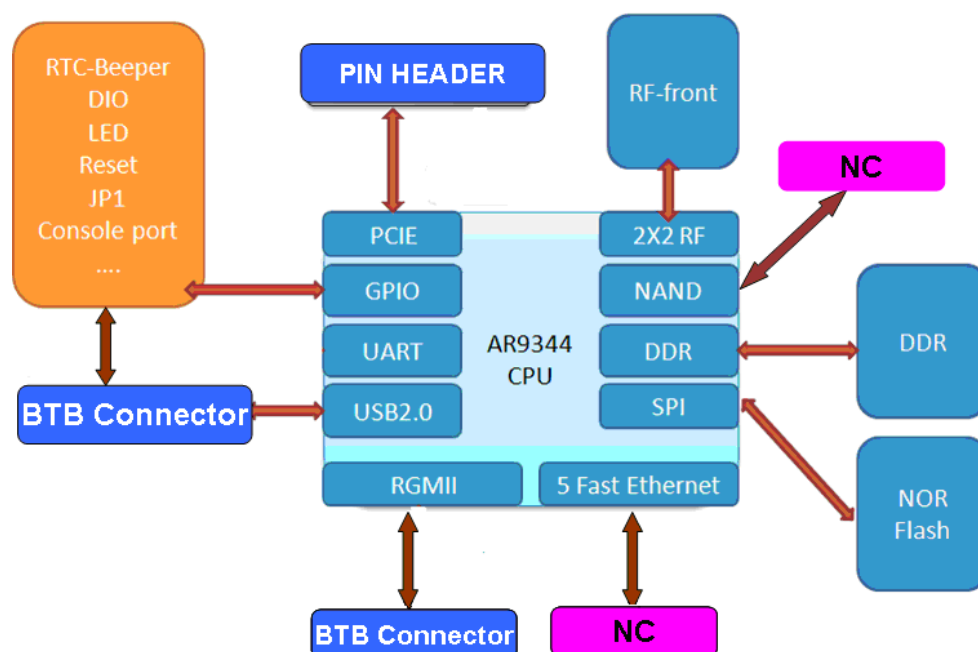 RTC-Beeper
DIO
LED
Reset
JP1
Console port
....
PIN HEADER
RF-front
NC
PCIE
2X2 RF
GPIO
NAND
UART
AR9344
CPU
DDR
DDR
USB2.0
SPI
BTB Connector
RGMII
5 Fast Ethernet
NOR
Flash
BTB Connector
NC